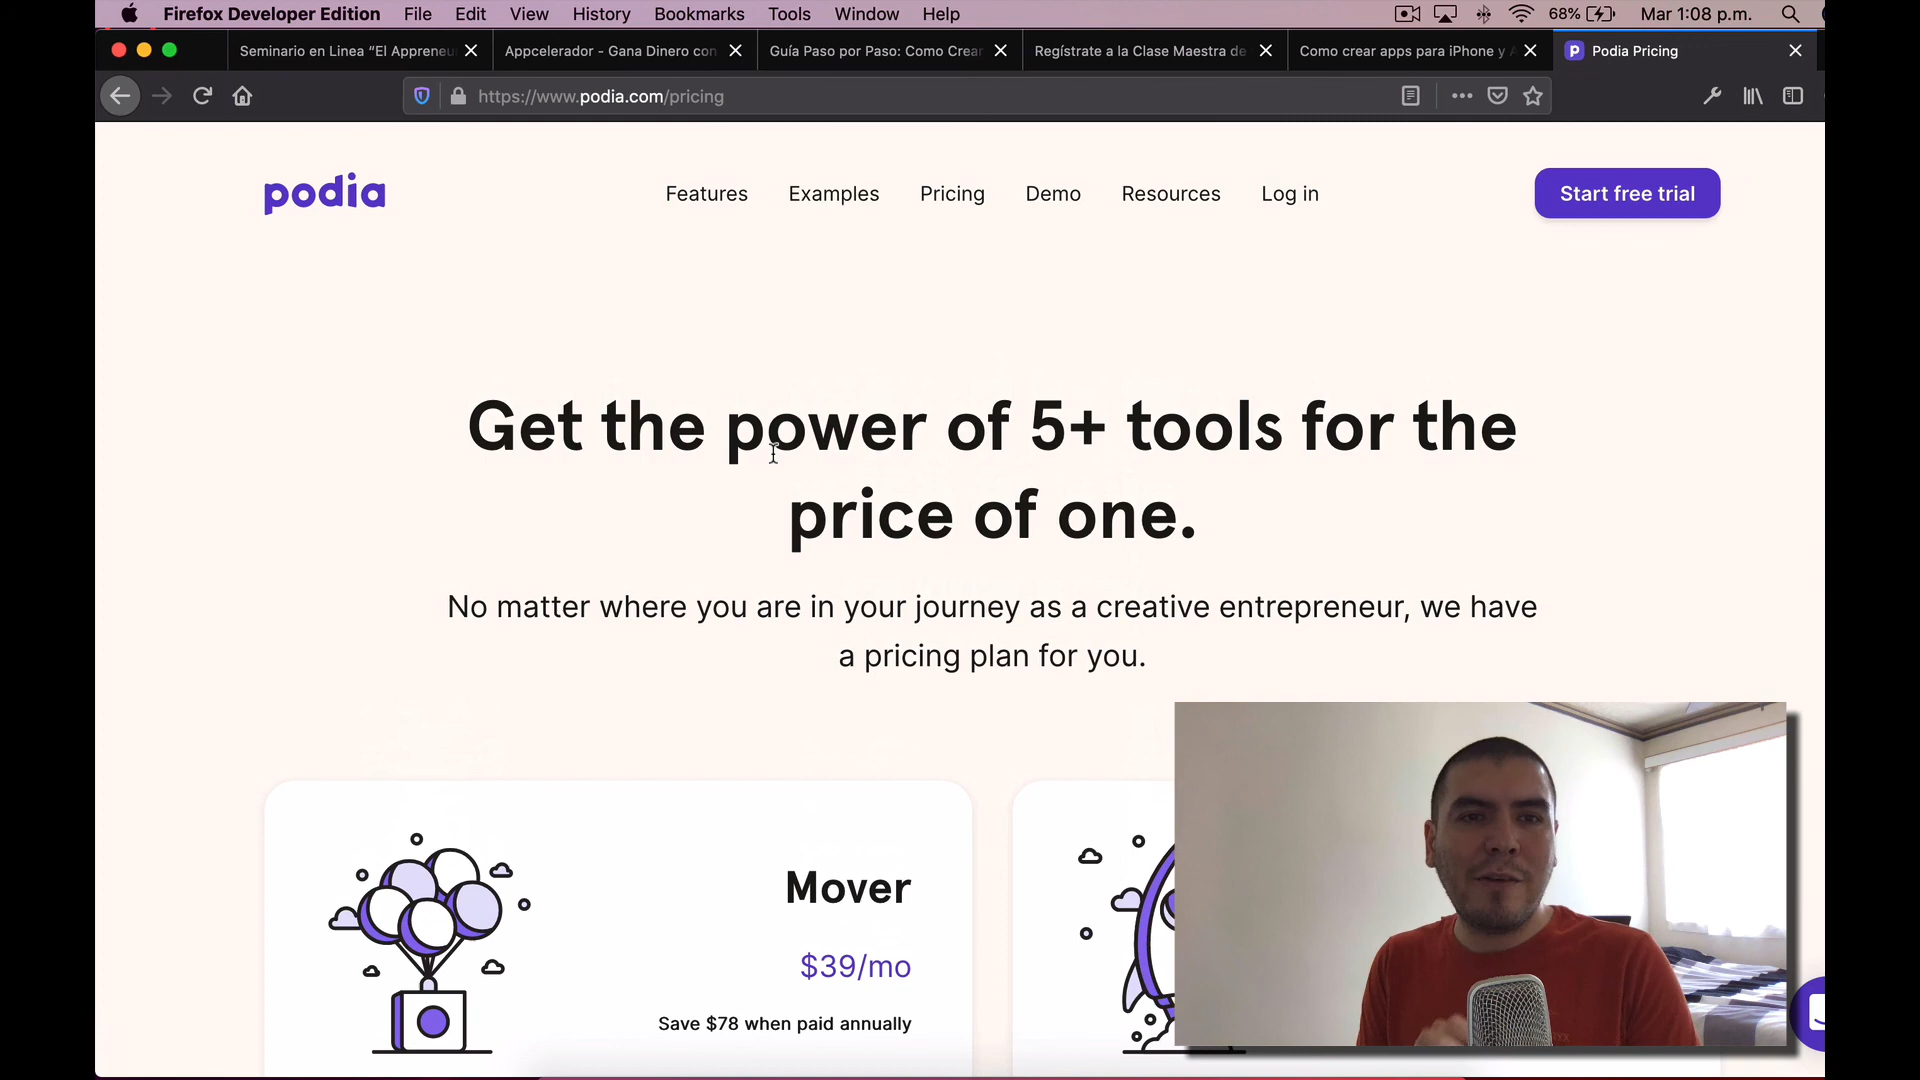 Firefox Developer Edition File Edit View History Bookmarks Tools Window Help 68% Mar 1:08 p.m.
Seminario en Linea “El Appreneu Appcelerador - Gana Dinero con Guía Paso por Paso: Como Crear Regístrate a la Clase Maestra de Como crear apps para iPhone y A Podia Pricing
https://www.podia.com/pricing
podia Features Examples Pricing Demo Resources Log in Start free trial
Get the power of 5+ tools for the
price of one.
No matter where you are in your journey as a creative entrepreneur, we have
a pricing plan for you.
Mover
$39/mo
Save $78 when paid annually